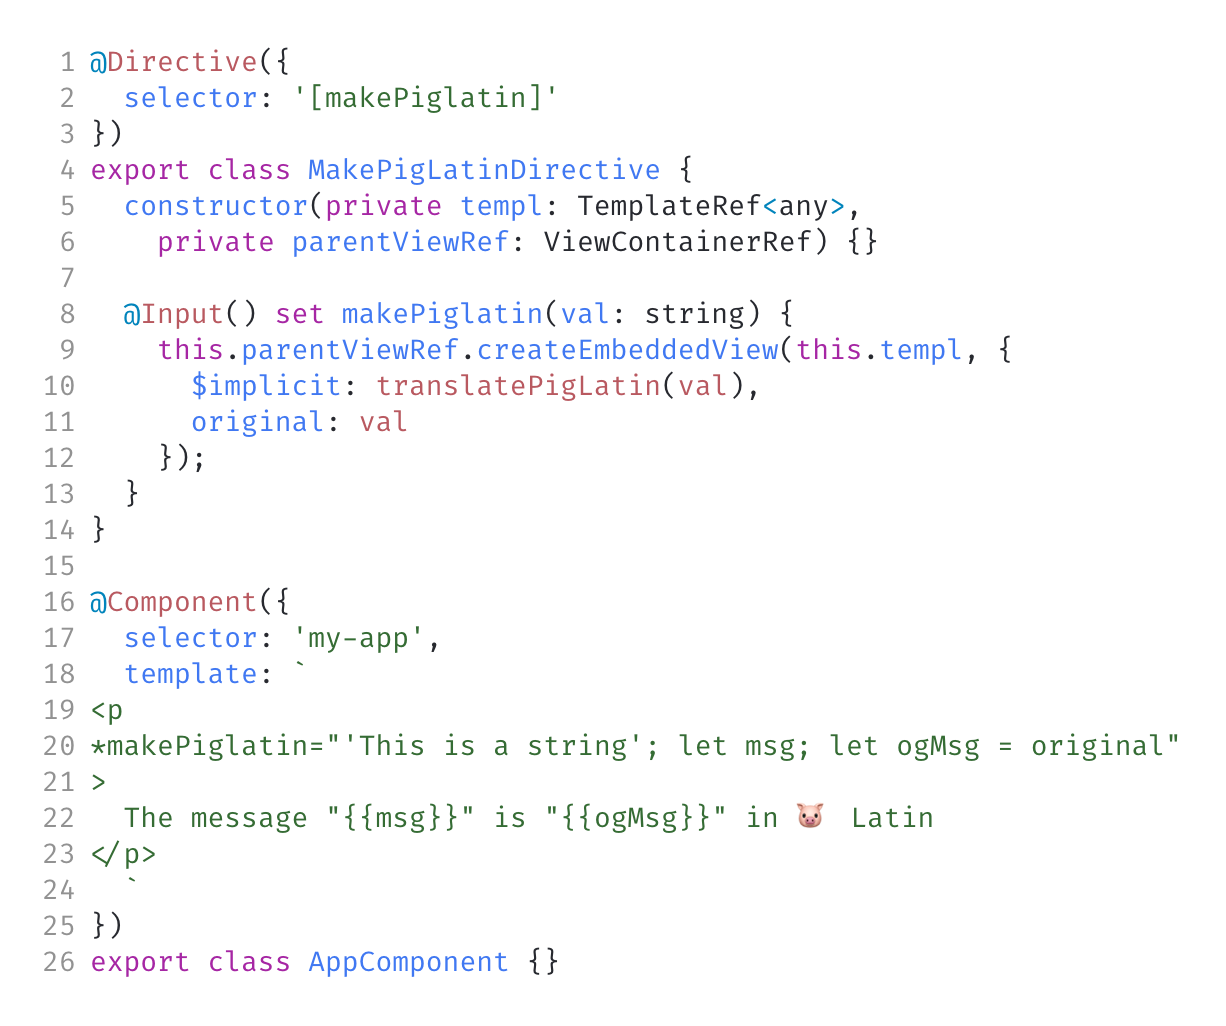 1 @Directive({
2   selector: '[makePiglatin]'
3 })
4 export class MakePigLatinDirective {
5   constructor(private templ: TemplateRef<any>,
6     private parentViewRef: ViewContainerRef) {}
7
8   @Input() set makePiglatin(val: string) {
9     this.parentViewRef.createEmbeddedView(this.templ, {
10       $implicit: translatePigLatin(val),
11       original: val
12     });
13   }
14 }
15
16 @Component({
17   selector: 'my-app',
18   template: `
19 <p
20 *makePiglatin="'This is a string'; let msg; let ogMsg = original"
21 >
22   The message "{{msg}}" is "{{ogMsg}}" in 🐷 Latin
23 </p>
24   `
25 })
26 export class AppComponent {}